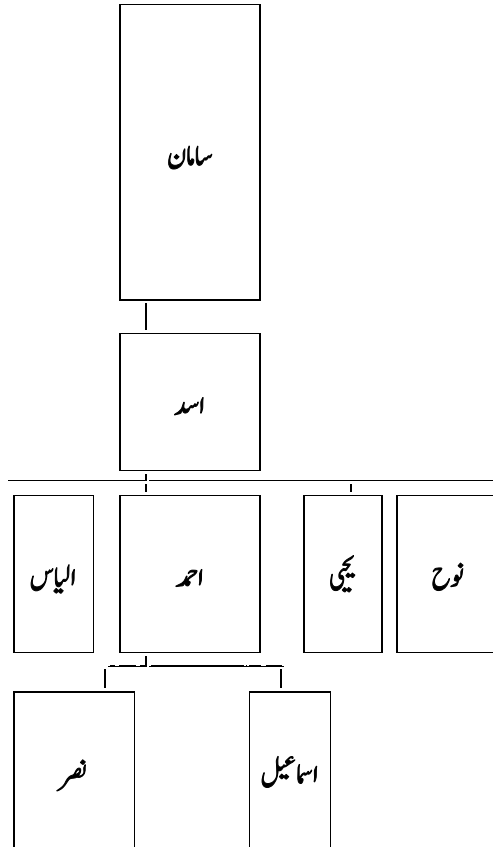 سامان
اسد
نوح
یحیی
احمد
الیاس
اسماعیل
نصر